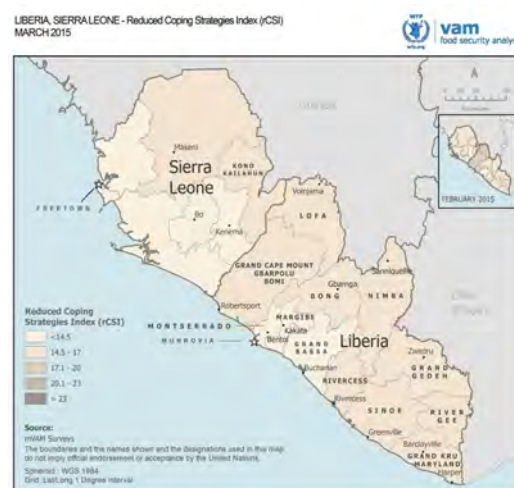 LIBERIA, SIERRA LEONE - Reduced Coping Strategies Index (rCSI)
MARCH 2015
WFP
wfp.org
vam
food security analy
Makeni
Sierra
Leone
KONO
KAILAHUN
FREETOWN
Bo
Kenema
FEBRUARY 2015
Voinjama
LOFA
GRAND CAPE MOUNT
GBARPOLU
BOMI
Sanniquellie
Gbarnga
BONG
NIMBA
Robertsport
MARGIBI
MONTSERRADO
Kakata
Bentol
MONROVIA
GRAND
BASSA
Liberia
Zwedru
Buchanan
GRAND
GEDEH
RIVERCESS
Rivercess
SINOE
RIVER
GEE
Greenville
Barclayville
GRAND KRU
MARYLAND
Harper
Reduced Coping
Strategies Index (rCSI)
<14.5
14.5 - 17
17.1 - 20
20.1 - 23
> 23
Source:
mVAM Surveys
The boundaries and the names shown and the designations used in this map
do not imply official endorsement or acceptance by the United Nations.
Spheroid : WGS 1984
Grid: Lat/Long 1 Degree interval